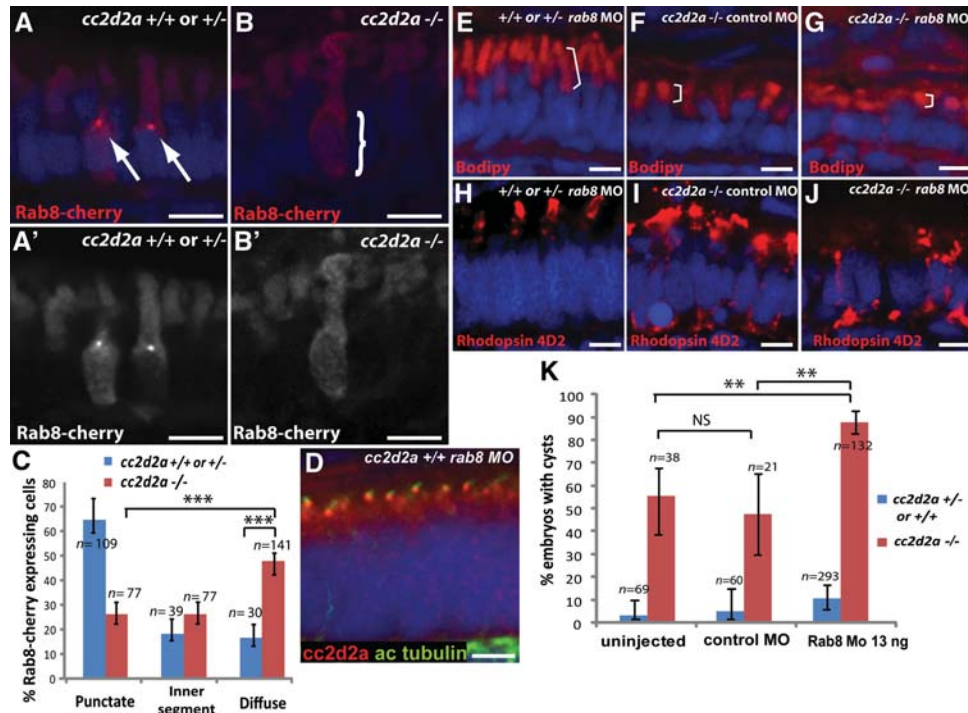 A cc2d2a +/+ or +/-
Rab8-cherry
B cc2d2a -/-
Rab8-cherry
A' cc2d2a +/+ or +/-
Rab8-cherry
B' cc2d2a -/-
Rab8-cherry
C
cc2d2a +/+ or +/-
cc2d2a -/-
% Rab8-cherry expressing cells
80
70
60
50
40
30
20
10
0
n= 109
n= 77
n= 39
n= 77
n= 30
n= 141
***
***
Punctate
Inner
segment
Diffuse
D cc2d2a +/+ rab8 MO
cc2d2a ac tubulin
E +/+ or +/- rab8 MO
Bodipy
F cc2d2a -/- control MO
Bodipy
G cc2d2a -/- rab8 MO
Bodipy
H +/+ or +/- rab8 MO
Rhodopsin 4D2
I cc2d2a -/- control MO
Rhodopsin 4D2
J cc2d2a -/- rab8 MO
Rhodopsin 4D2
K
% embryos with cysts
100
90
80
70
60
50
40
30
20
10
0
**
**
NS
n=38
n=21
n=132
n=69
n=60
n=293
cc2d2a +/-
or +/+
cc2d2a -/-
uninjected
control MO
Rab8 Mo 13 ng